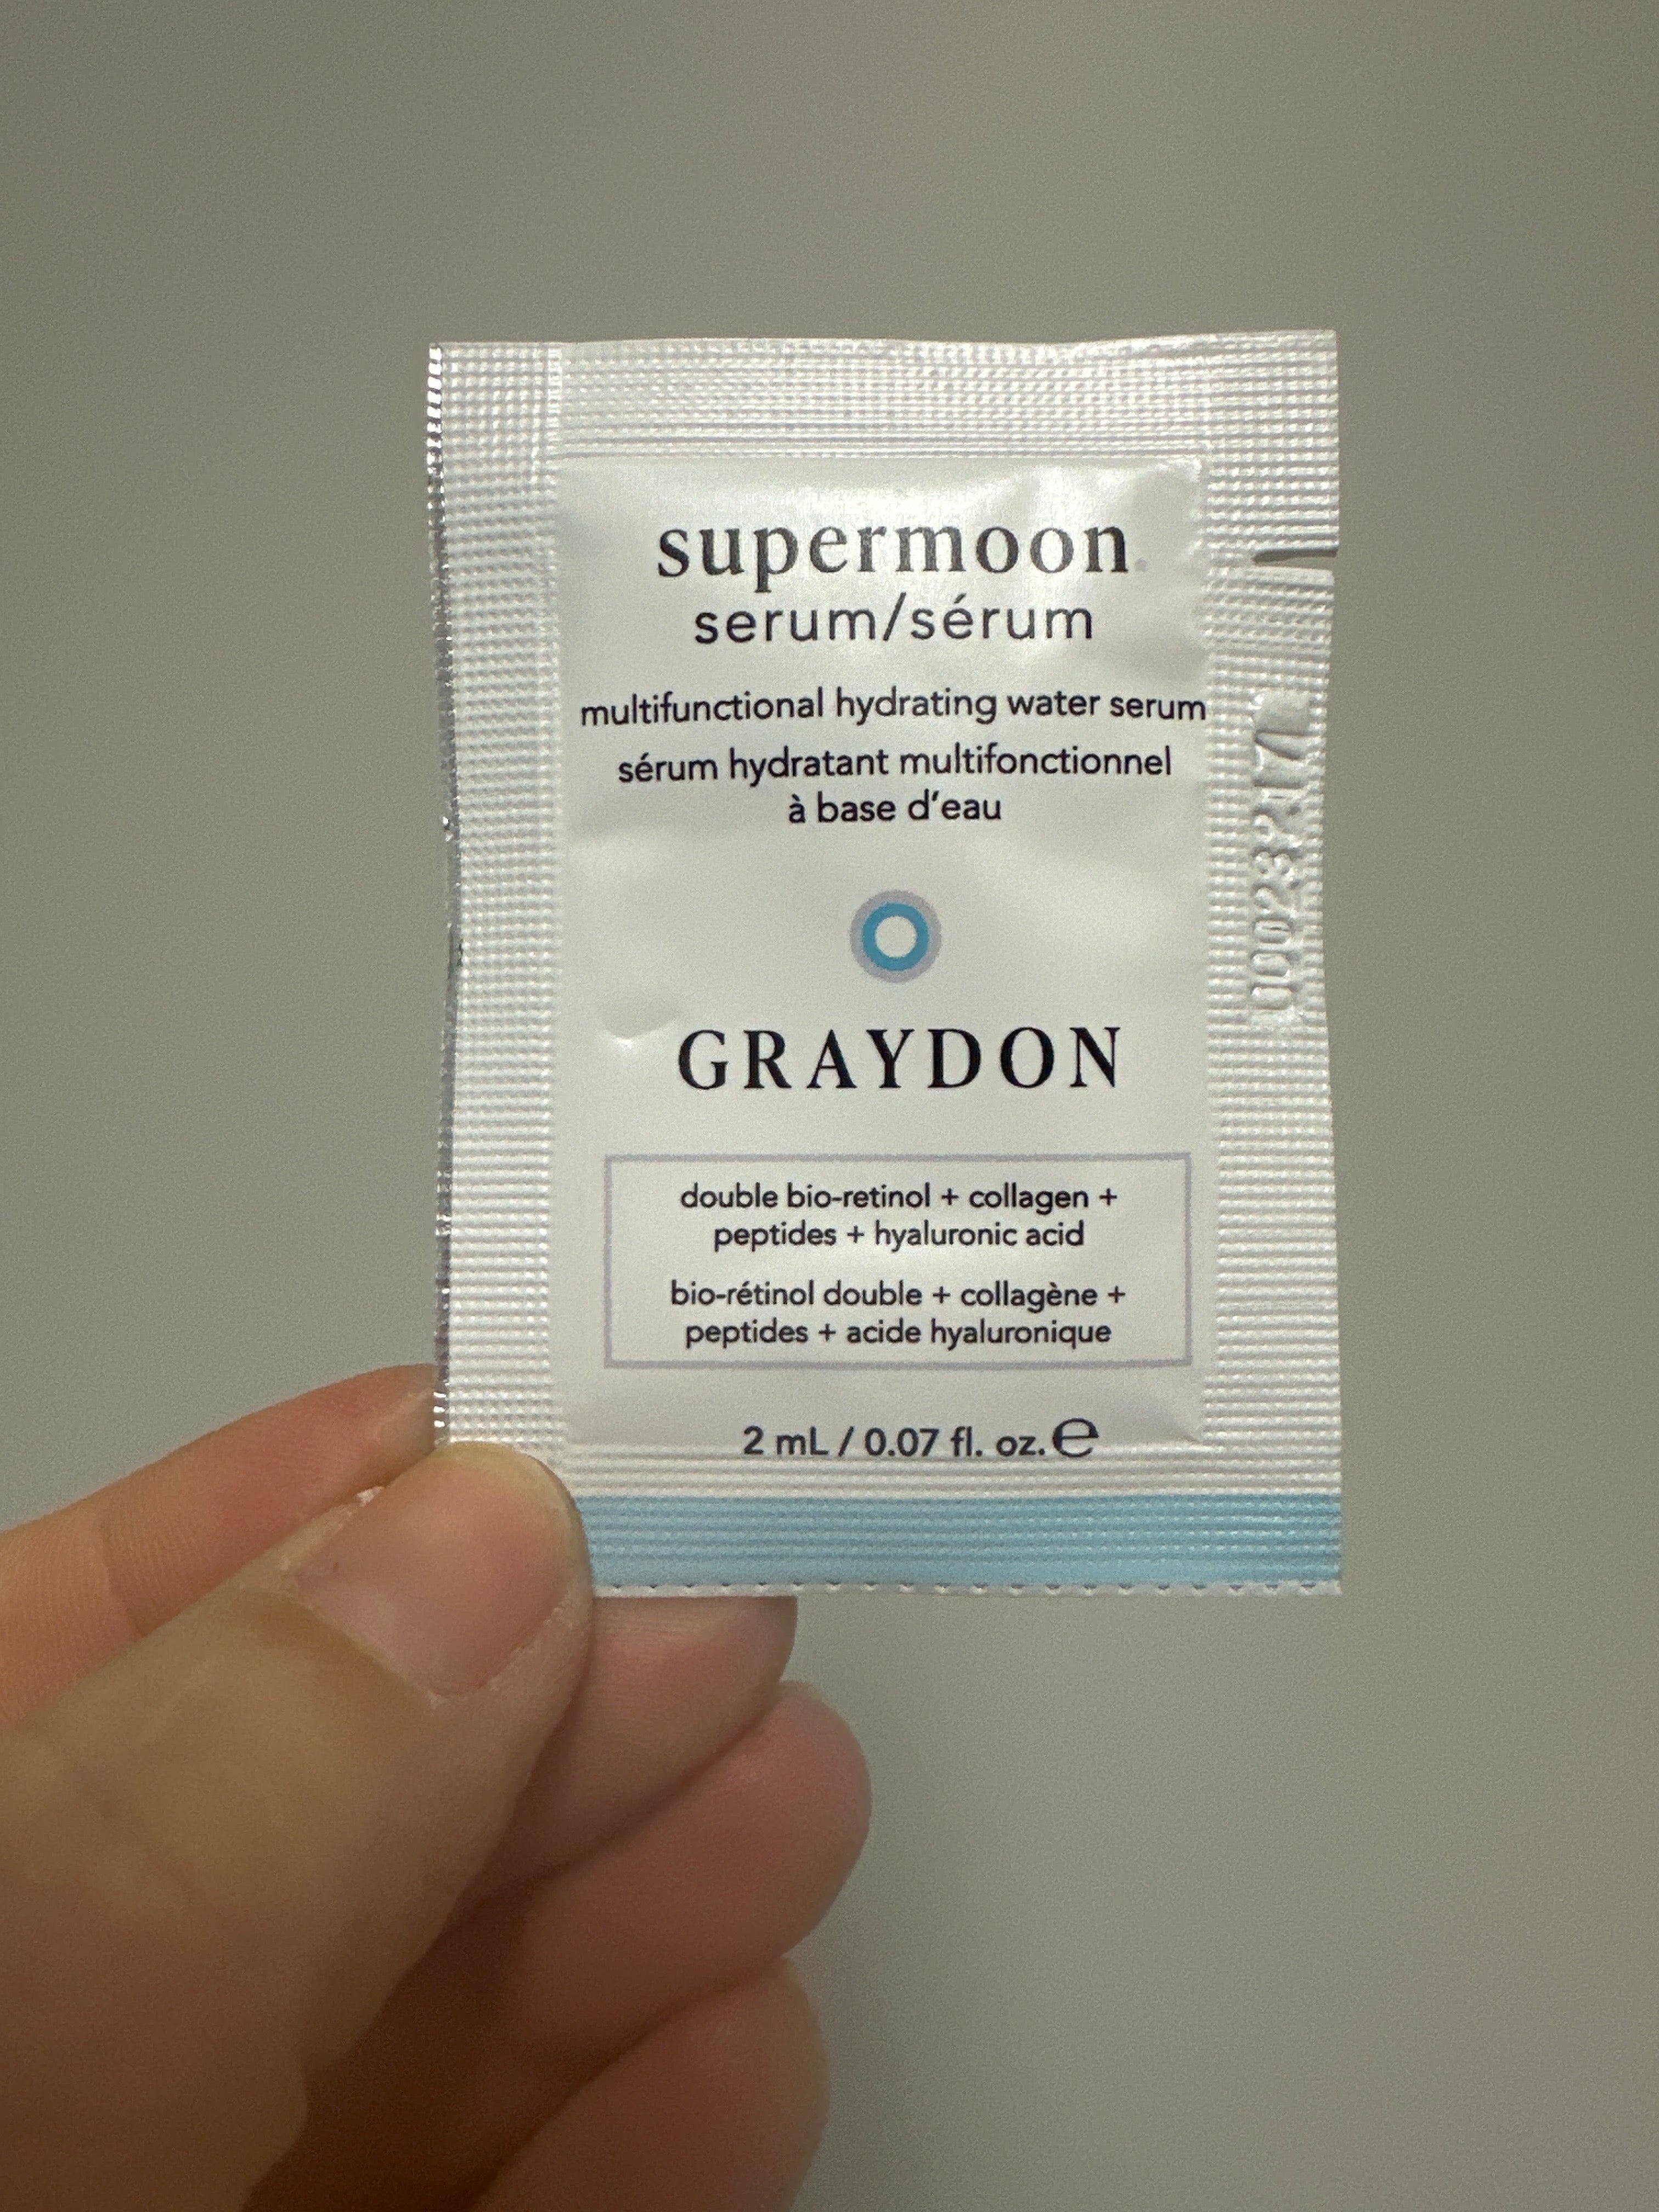 supermoon
serum/sérum
multifunctional hydrating water serum
sérum hydratant multifonctionnel
à base d'eau
GRAYDON
double bio-retinol + collagen +
peptides + hyaluronic acid
bio-rétinol double + collagène +
peptides + acide hyaluronique
2 mL / 0.07 fl. oz. ℮